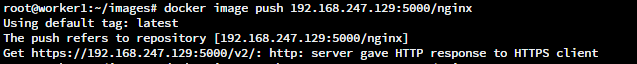 root@worker1:~/images# docker image push 192.168.247.129:5000/nginx
Using default tag: latest
The push refers to repository [192.168.247.129:5000/nginx]
Get https://192.168.247.129:5000/v2/: http: server gave HTTP response to HTTPS client